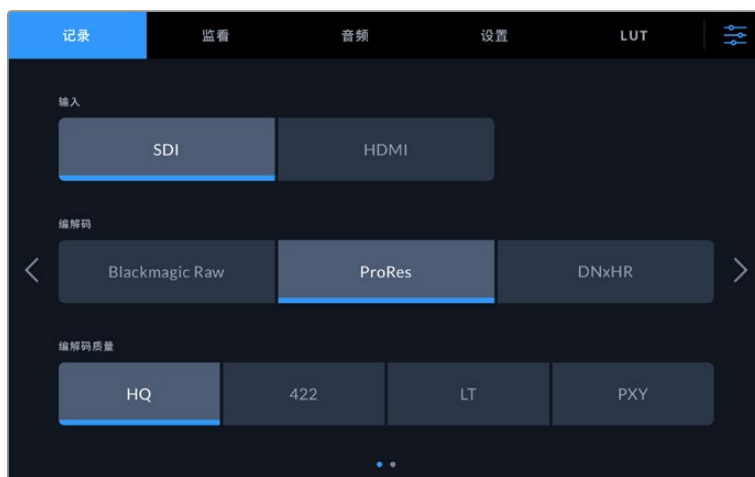 记录 监看 音频 设置 LUT
输入
SDI HDMI
编解码
Blackmagic Raw ProRes DNxHR
编解码质量
HQ 422 LT PXY